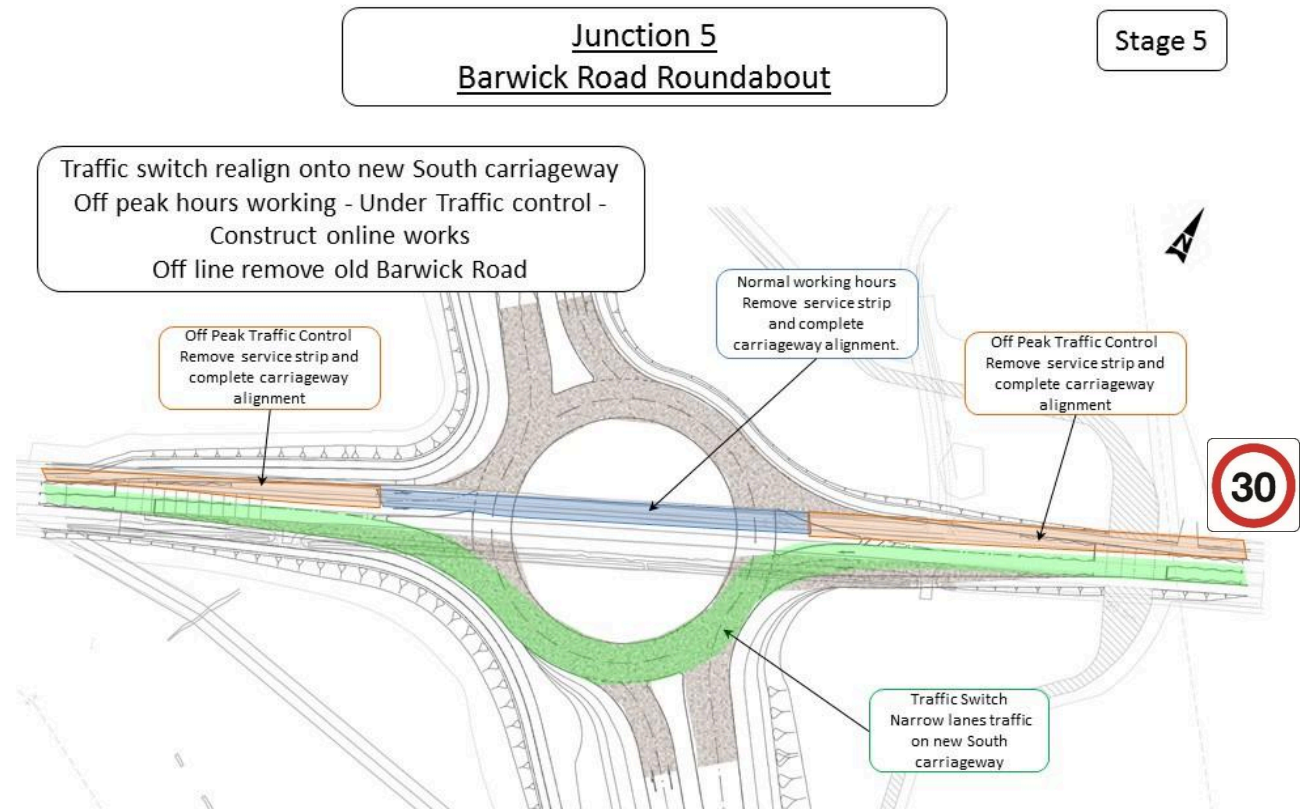 Junction 5
Barwick Road Roundabout
Stage 5
Traffic switch realign onto new South carriageway
Off peak hours working - Under Traffic control -
Construct online works
Off line remove old Barwick Road
N
Normal working hours
Remove service strip
and complete
carriageway alignment.
Off Peak Traffic Control
Remove service strip and
complete carriageway
alignment
Off Peak Traffic Control
Remove service strip and
complete carriageway
alignment
30
Traffic Switch
Narrow lanes traffic
on new South
carriageway